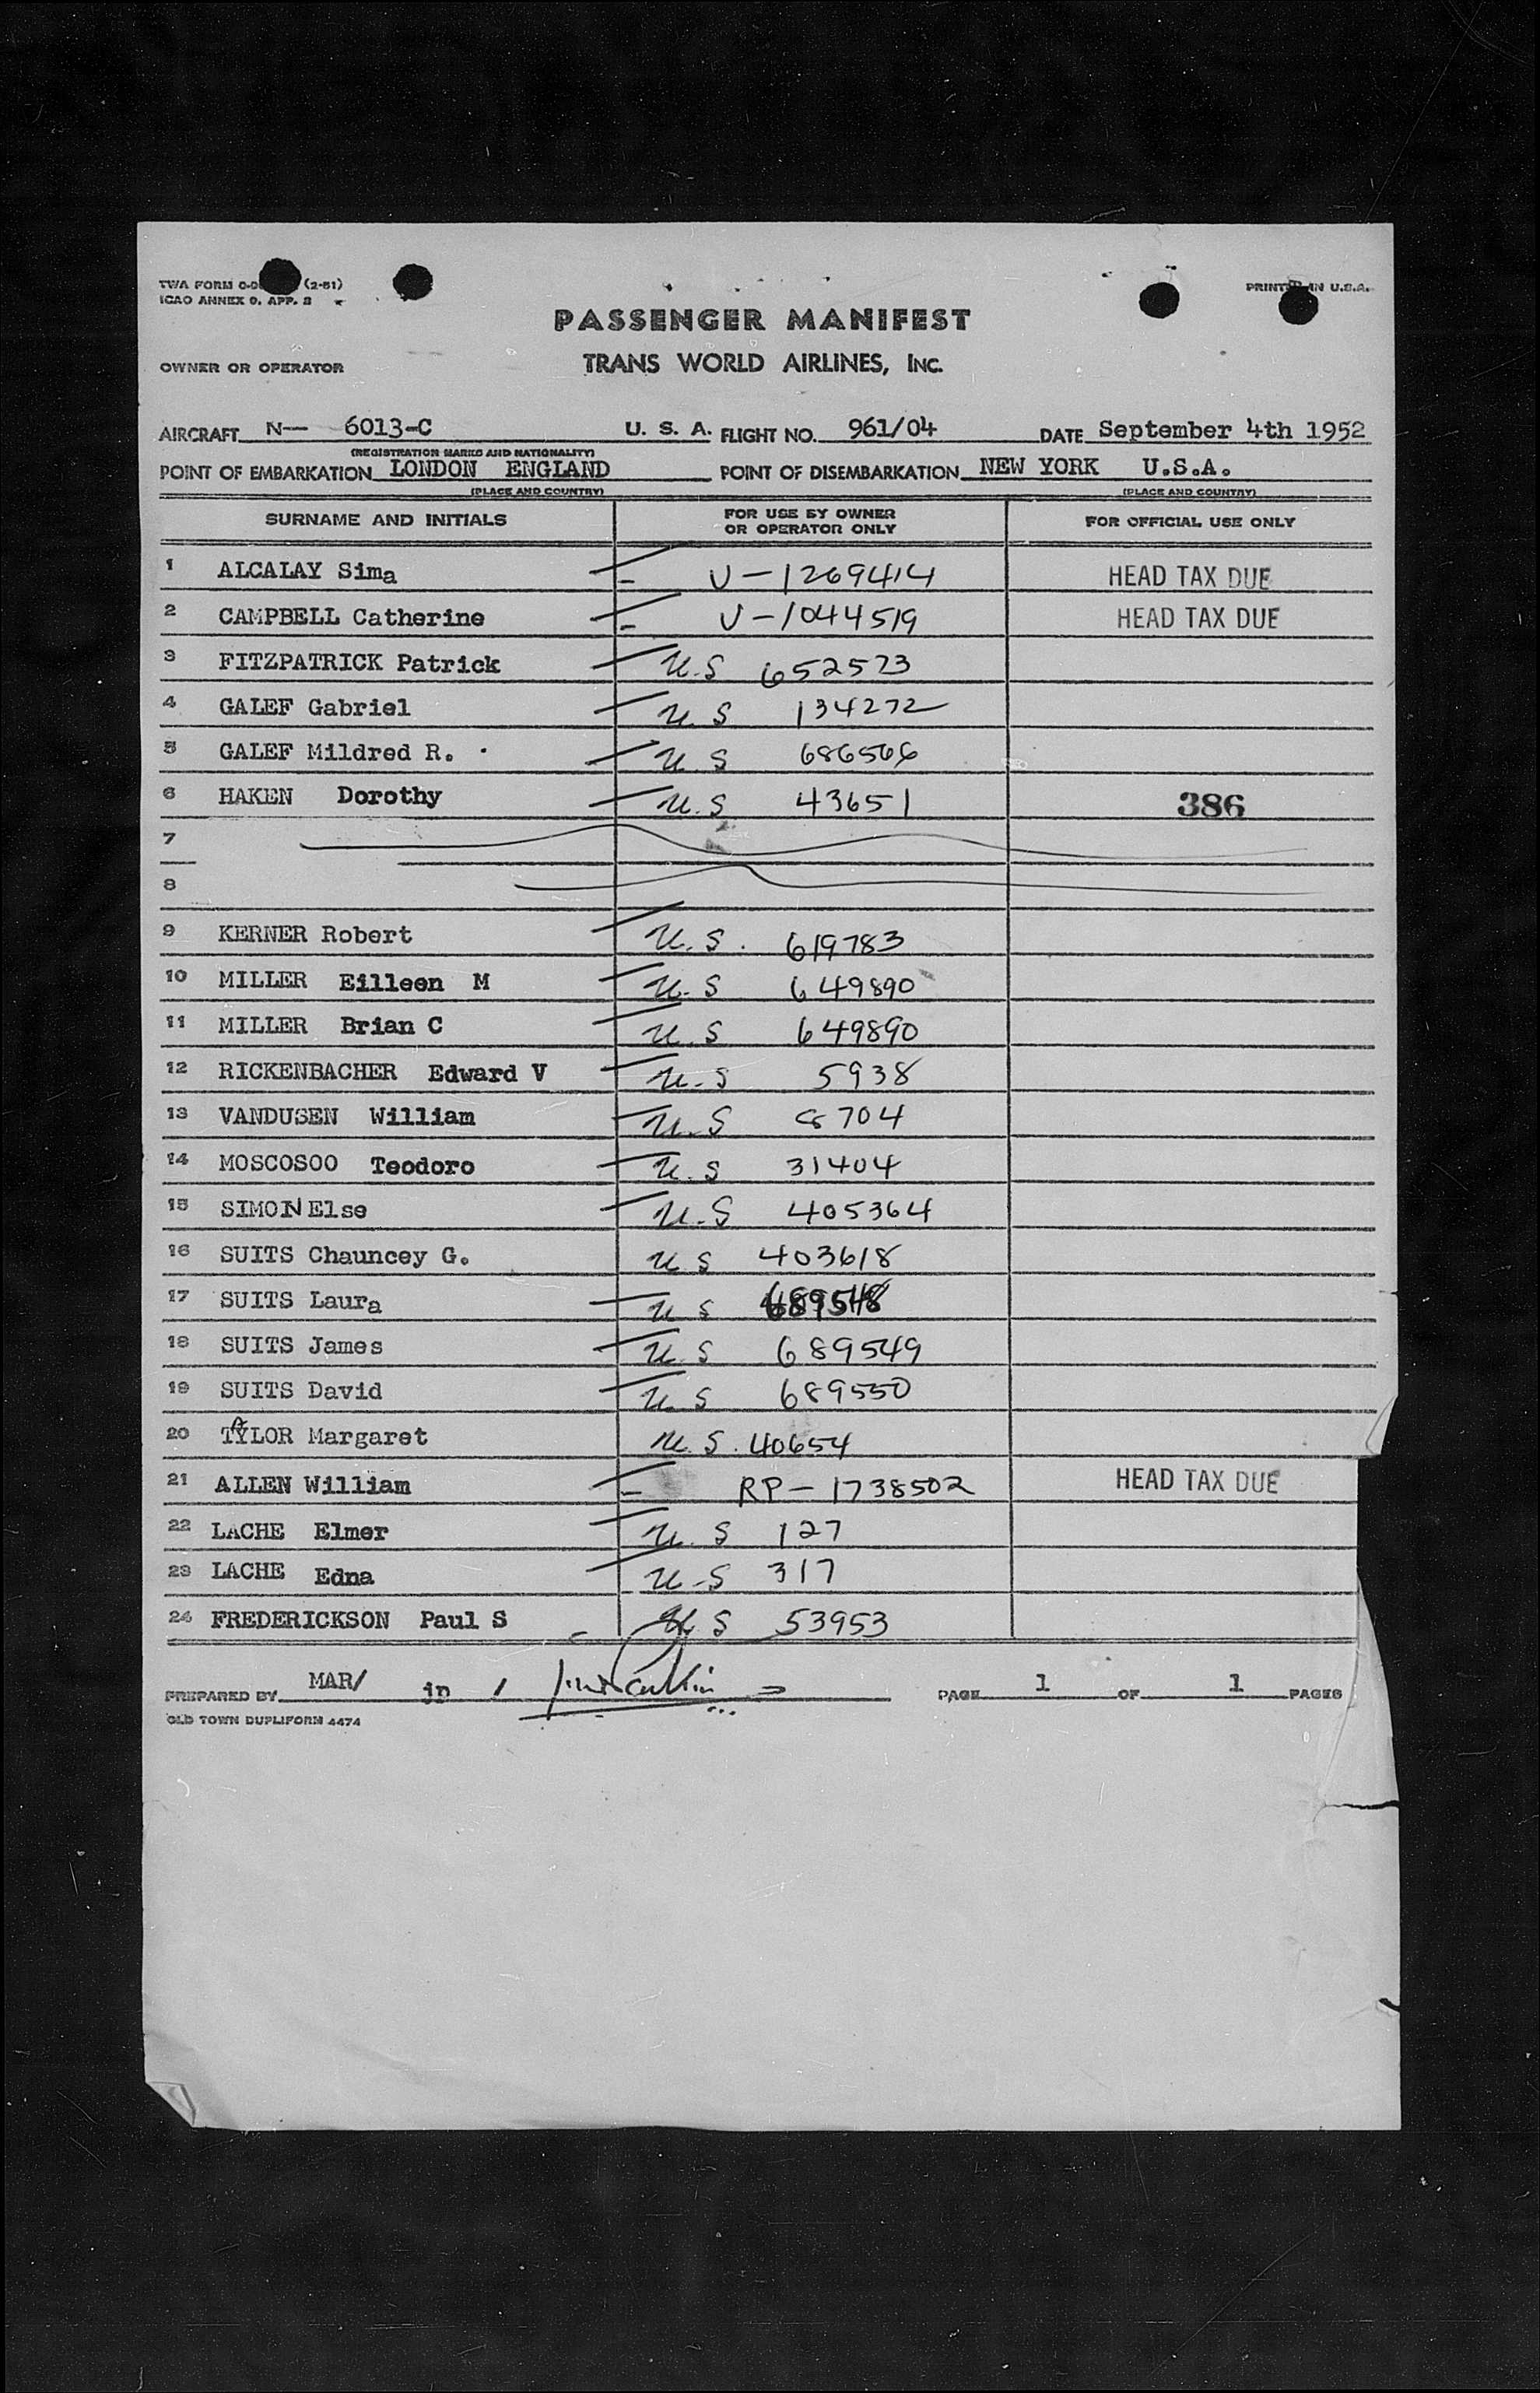 TWA FORM (2-51)
ICAO ANNEX 9, APP. 2
PRINTED IN U.S.A.
PASSENGER MANIFEST
OWNER OR OPERATOR TRANS WORLD AIRLINES, INC.
AIRCRAFT N— 6013-C U. S. A. FLIGHT NO. 961/04 DATE September 4th 1952
(REGISTRATION MARKS AND NATIONALITY)
POINT OF EMBARKATION LONDON ENGLAND POINT OF DISEMBARKATION NEW YORK U.S.A.
(PLACE AND COUNTRY) (PLACE AND COUNTRY)
SURNAME AND INITIALS FOR USE BY OWNER OR OPERATOR ONLY FOR OFFICIAL USE ONLY
1 ALCALAY Sima V-1269414 HEAD TAX DUE
2 CAMPBELL Catherine V-1044519 HEAD TAX DUE
3 FITZPATRICK Patrick U.S 652573
4 GALEF Gabriel U.S 134272
5 GALEF Mildred R. U.S 686566
6 HAKEN Dorothy U.S 43651 386
7
8
9 KERNER Robert U.S. 619783
10 MILLER Eilleen M U.S 649890
11 MILLER Brian C U.S 649890
12 RICKENBACHER Edward V U.S 5938
13 VANDUSEN William U.S 8704
14 MOSCOSOO Teodoro U.S 31404
15 SIMON Else U.S 405364
16 SUITS Chauncey G. U S 403618
17 SUITS Laura U S 689548
18 SUITS James U.S 689549
19 SUITS David U.S 689550
20 TAYLOR Margaret U.S. 40654
21 ALLEN William RP-1738502 HEAD TAX DUE
22 LACHE Elmer U.S 127
23 LACHE Edna U-S 317
24 FREDERICKSON Paul S U S 53953
PREPARED BY MAR/ jp / PAGE 1 OF 1 PAGES
OLD TOWN DUPLIFORM 4474